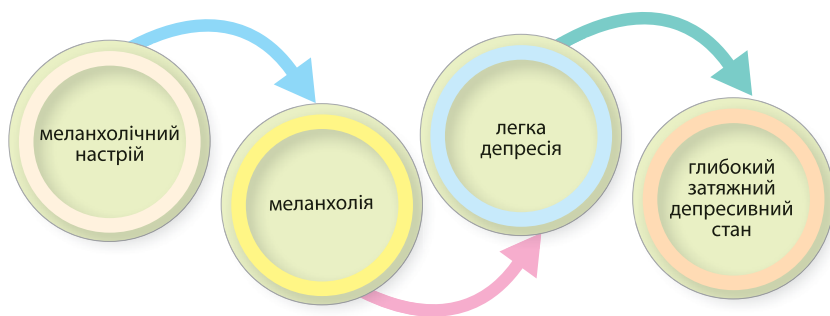 меланхолічний
настрій
меланхолія
легка
депресія
глибокий
затяжний
депресивний
стан